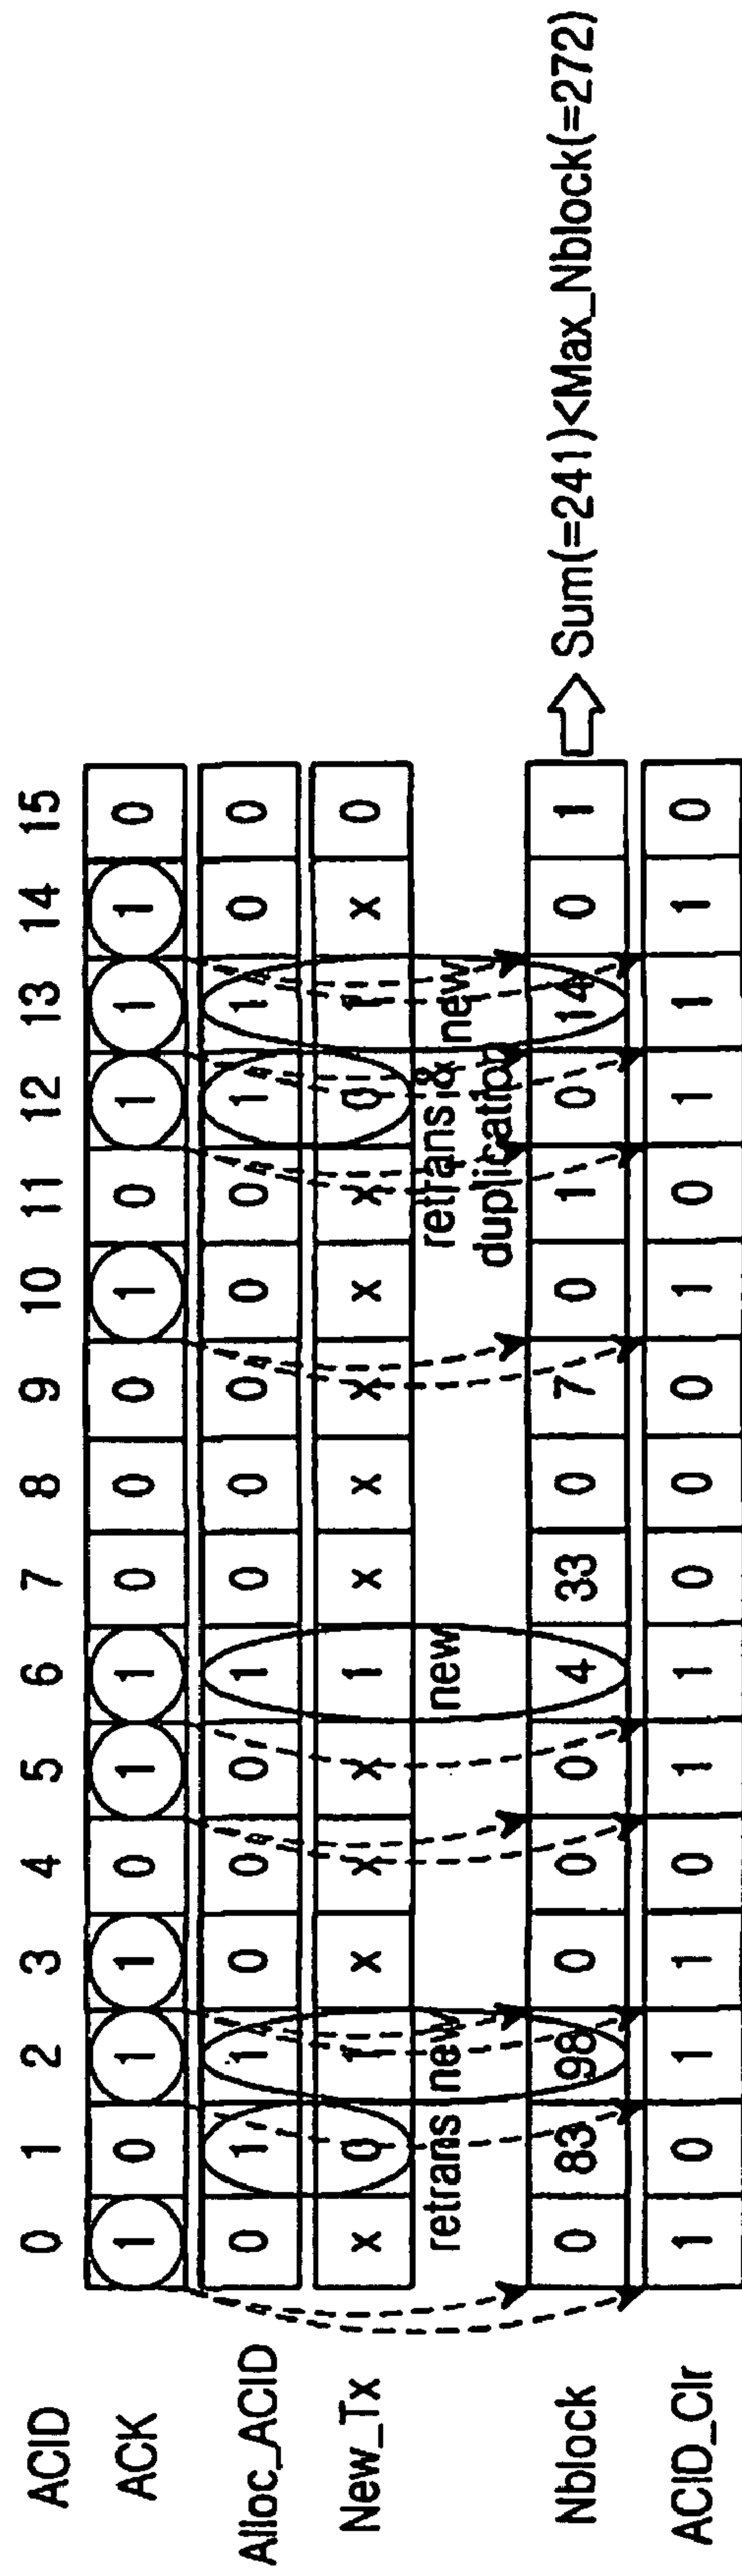 ACID 0 1 2 3 4 5 6 7 8 9 10 11 12 13 14 15
ACK 1 0 1 1 0 1 1 0 0 0 1 0 1 1 1 0
Alloc_ACID 0 1 1 0 0 0 1 0 0 0 0 0 1 1 0 0
New_Tx x 0 1 x x x 1 x x x x x 0 1 x 0
retrans new new retrans & new
duplication
Nblock 0 83 98 0 0 0 4 33 0 7 0 1 0 14 0 1 Sum(=241)<Max_Nblock(=272)
ACID_Clr 1 0 1 1 0 1 1 0 0 0 1 0 1 1 1 0